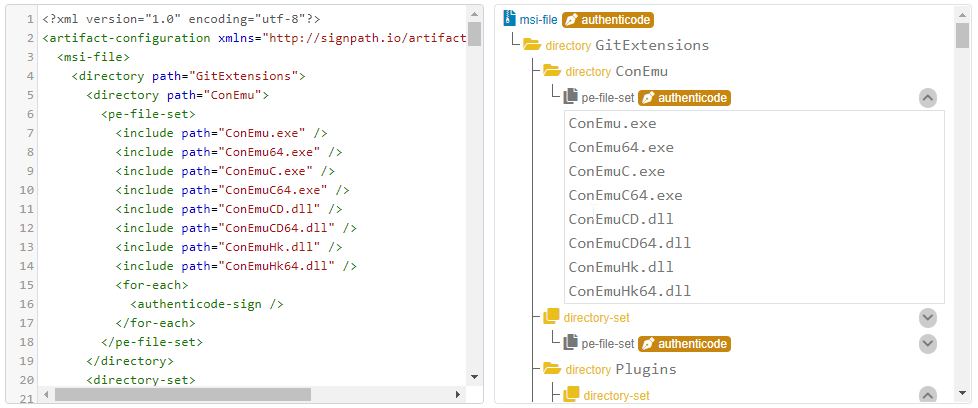 1 <?xml version="1.0" encoding="utf-8"?>
2 <artifact-configuration xmlns="http://signpath.io/artifact
3 <msi-file>
4 <directory path="GitExtensions">
5 <directory path="ConEmu">
6 <pe-file-set>
7 <include path="ConEmu.exe" />
8 <include path="ConEmu64.exe" />
9 <include path="ConEmuC.exe" />
10 <include path="ConEmuC64.exe" />
11 <include path="ConEmuCD.dll" />
12 <include path="ConEmuCD64.dll" />
13 <include path="ConEmuHk.dll" />
14 <include path="ConEmuHk64.dll" />
15 <for-each>
16 <authenticode-sign />
17 </for-each>
18 </pe-file-set>
19 </directory>
20 <directory-set>
21
msi-file authenticode
directory GitExtensions
directory ConEmu
pe-file-set authenticode
ConEmu.exe
ConEmu64.exe
ConEmuC.exe
ConEmuC64.exe
ConEmuCD.dll
ConEmuCD64.dll
ConEmuHk.dll
ConEmuHk64.dll
directory-set
pe-file-set authenticode
directory Plugins
directory-set